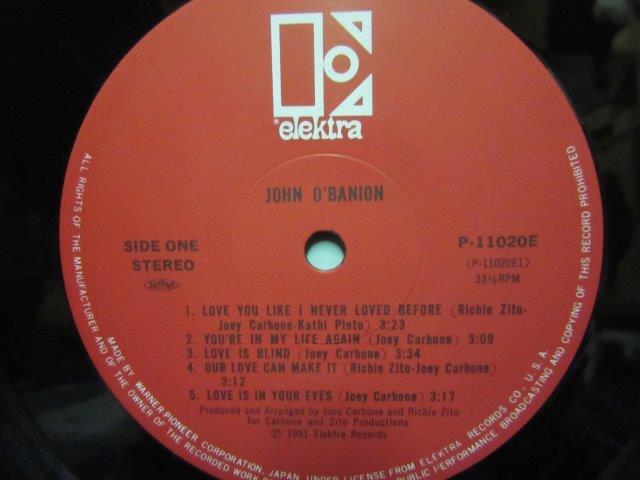 elektra
JOHN O'BANION
SIDE ONE
STEREO
P-11020E
(P-11020E1)
33⅓RPM
1. LOVE YOU LIKE I NEVER LOVED BEFORE (Richie Zito-
Joey Carbone-Kathi Pinto) 3:23
2. YOU'RE IN MY LIFE AGAIN (Joey Carbone) 3:09
3. LOVE IS BLIND (Joey Carbone) 3:34
4. OUR LOVE CAN MAKE IT (Richie Zito-Joey Carbone)
3:12
5. LOVE IS IN YOUR EYES (Joey Carbone) 3:17
Produced and Arranged by Joey Carbone and Richie Zito
for Carbone and Zito Productions
℗ 1981 Elektra Records
ALL RIGHTS OF THE MANUFACTURER AND OF THE OWNER OF THE RECORDED WORK PUBLIC PERFORMANCE BROADCASTING AND COPYING OF THIS RECORD PROHIBITED
MADE BY WARNER-PIONEER CORPORATION, JAPAN, UNDER LICENSE FROM ELEKTRA RECORDS CO., U.S.A.